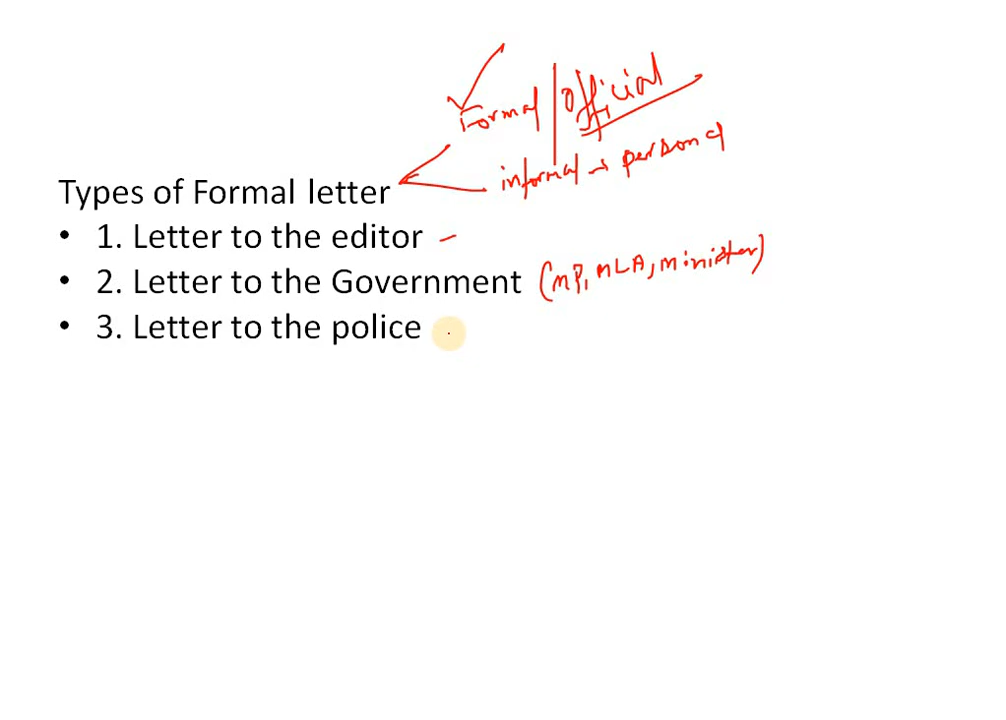 Formal | Official
informal → personal
Types of Formal letter
• 1. Letter to the editor –
• 2. Letter to the Government (MP, MLA, Minister)
• 3. Letter to the police